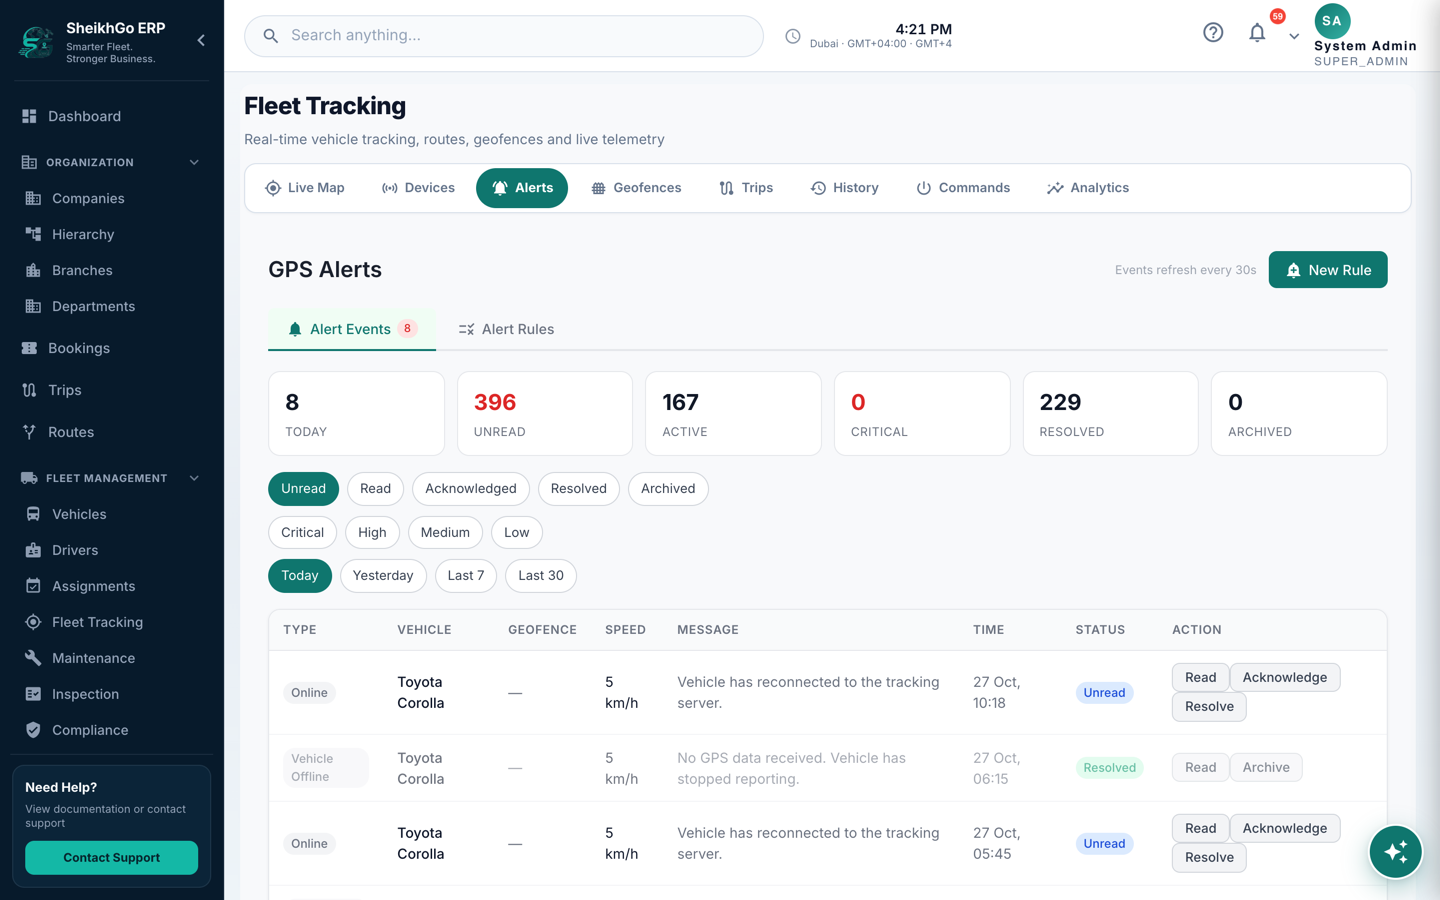 SheikhGo ERP
Smarter Fleet.
Stronger Business.
Search anything...
4:21 PM
Dubai · GMT+04:00 · GMT+4
59
SA
System Admin
SUPER_ADMIN
Dashboard
ORGANIZATION
Companies
Hierarchy
Branches
Departments
Bookings
Trips
Routes
FLEET MANAGEMENT
Vehicles
Drivers
Assignments
Fleet Tracking
Maintenance
Inspection
Compliance
Need Help?
View documentation or contact
support
Contact Support
Fleet Tracking
Real-time vehicle tracking, routes, geofences and live telemetry
Live Map Devices Alerts Geofences Trips History Commands Analytics
GPS Alerts
Events refresh every 30s
New Rule
Alert Events 8 Alert Rules
8 396 167 0 229 0
TODAY UNREAD ACTIVE CRITICAL RESOLVED ARCHIVED
Unread Read Acknowledged Resolved Archived
Critical High Medium Low
Today Yesterday Last 7 Last 30
TYPE VEHICLE GEOFENCE SPEED MESSAGE TIME STATUS ACTION
Online
Toyota
Corolla
—
5
km/h
Vehicle has reconnected to the tracking
server.
27 Oct,
10:18
Unread
Read Acknowledge
Resolve
Vehicle
Offline
Toyota
Corolla
—
5
km/h
No GPS data received. Vehicle has
stopped reporting.
27 Oct,
06:15
Resolved
Read Archive
Online
Toyota
Corolla
—
5
km/h
Vehicle has reconnected to the tracking
server.
27 Oct,
05:45
Unread
Read Acknowledge
Resolve